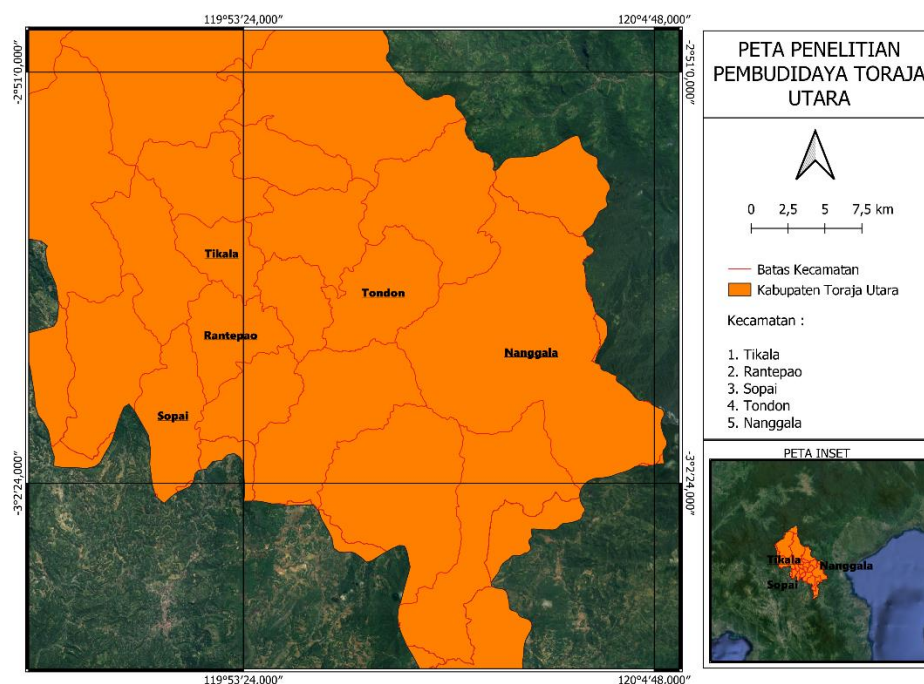 119°53′24,000″ 120°4′48,000″
-2°51′0,000″
-2°51′0,000″
Tikala
Tondon
Rantepao
Nanggala
Sopai
-3°2′24,000″
-3°2′24,000″
119°53′24,000″ 120°4′48,000″
PETA PENELITIAN
PEMBUDIDAYA TORAJA
UTARA
0 2,5 5 7,5 km
Batas Kecamatan
Kabupaten Toraja Utara
Kecamatan :
1. Tikala
2. Rantepao
3. Sopai
4. Tondon
5. Nanggala
PETA INSET
Tikala
Nanggala
Sopai